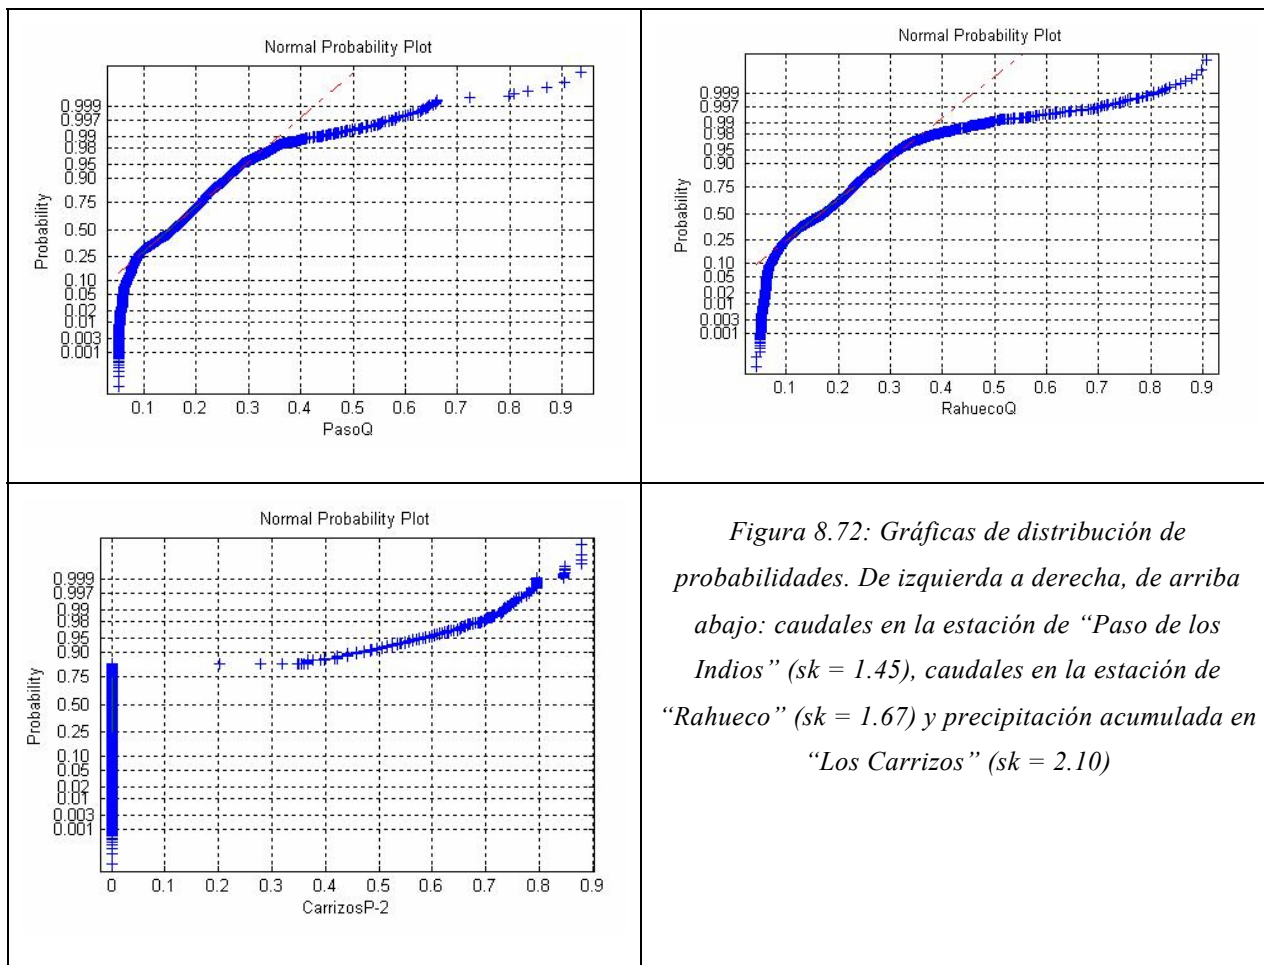 Normal Probability Plot
0.999
0.997
0.99
0.98
0.95
0.90
0.75
0.50
0.25
0.10
0.05
0.02
0.01
0.003
0.001
Probability
0.1 0.2 0.3 0.4 0.5 0.6 0.7 0.8 0.9
PasoQ
Normal Probability Plot
0.999
0.997
0.99
0.98
0.95
0.90
0.75
0.50
0.25
0.10
0.05
0.02
0.01
0.003
0.001
Probability
0.1 0.2 0.3 0.4 0.5 0.6 0.7 0.8 0.9
RahuecoQ
Normal Probability Plot
0.999
0.997
0.99
0.98
0.95
0.90
0.75
0.50
0.25
0.10
0.05
0.02
0.01
0.003
0.001
Probability
0 0.1 0.2 0.3 0.4 0.5 0.6 0.7 0.8 0.9
CarrizosP-2
Figura 8.72: Gráficas de distribución de
probabilidades. De izquierda a derecha, de arriba
abajo: caudales en la estación de “Paso de los
Indios” (sk = 1.45), caudales en la estación de
“Rahueco” (sk = 1.67) y precipitación acumulada en
“Los Carrizos” (sk = 2.10)